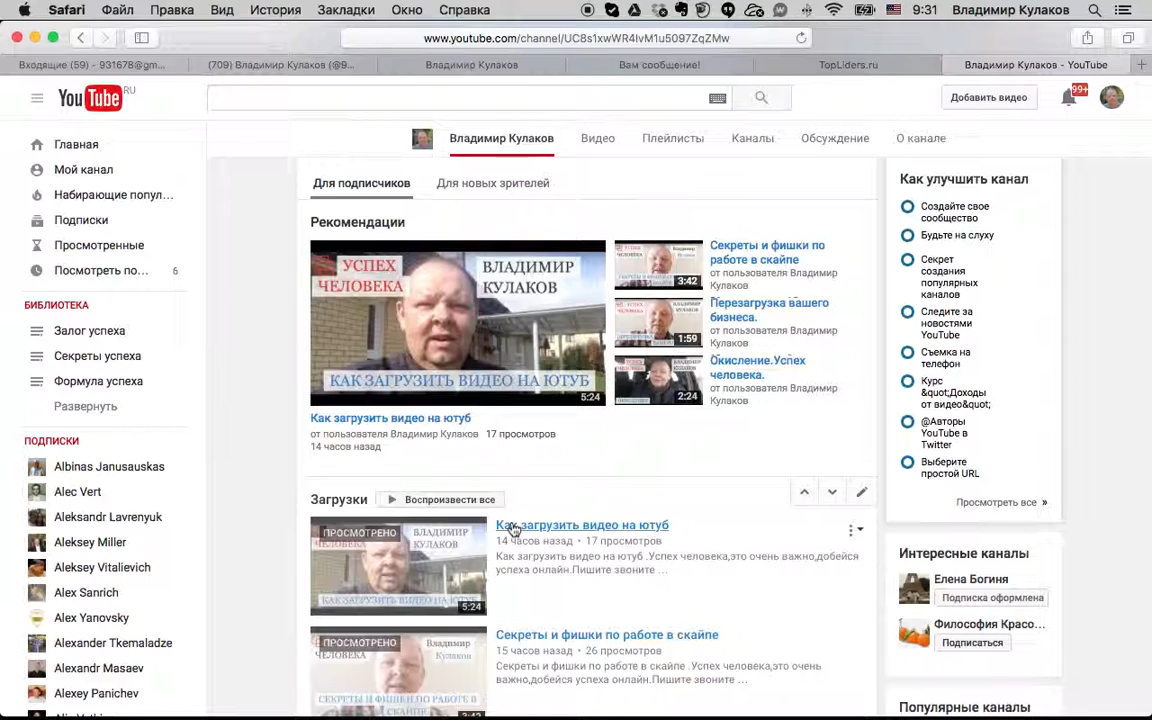 Safari Файл Правка Вид История Закладки Окно Справка 9:31 Владимир Кулаков
www.youtube.com/channel/UC8s1xwWR4IvM1u5097ZqZMw
Входящие (59) - 931678@gm... (709) Владимир Кулаков (@9... Владимир Кулаков Вам сообщение! TopLiders.ru Владимир Кулаков - YouTube
YouTube RU
Добавить видео 99+
Владимир Кулаков Видео Плейлисты Каналы Обсуждение О канале
Главная
Мой канал
Набирающие попул...
Подписки
Просмотренные
Посмотреть по... 6
БИБЛИОТЕКА
Залог успеха
Секреты успеха
Формула успеха
Развернуть
ПОДПИСКИ
Albinas Janusauskas
Alec Vert
Aleksandr Lavrenyuk
Aleksey Miller
Aleksey Vitalievich
Alex Sanrich
Alex Yanovsky
Alexander Tkemaladze
Alexandr Masaev
Alexey Panichev
Для подписчиков Для новых зрителей
Рекомендации
УСПЕХ
ЧЕЛОВЕКА
ВЛАДИМИР
КУЛАКОВ
КАК ЗАГРУЗИТЬ ВИДЕО НА ЮТУБ
5:24
Как загрузить видео на ютуб
от пользователя Владимир Кулаков 17 просмотров
14 часов назад
3:42
Секреты и фишки по
работе в скайпе
от пользователя Владимир
Кулаков
1:59
Перезагрузка вашего
бизнеса.
от пользователя Владимир
Кулаков
2:24
Окисление.Успех
человека.
от пользователя Владимир
Кулаков
Загрузки Воспроизвести все
ПРОСМОТРЕНО
ЧЕЛОВЕКА
ВЛАДИМИР
КУЛАКОВ
КАК ЗАГРУЗИТЬ ВИДЕО НА ЮТУБ
5:24
Как загрузить видео на ютуб
14 часов назад • 17 просмотров
Как загрузить видео на ютуб .Успех человека,это очень важно,добейся
успеха онлайн.Пишите звоните ...
ПРОСМОТРЕНО
ЧЕЛОВЕКА
Владимир
Кулаков
СЕКРЕТЫ И ФИШКИ ПО РАБОТЕ В
СКАЙПЕ
3:42
Секреты и фишки по работе в скайпе
15 часов назад • 26 просмотров
Секреты и фишки по работе в скайпе .Успех человека,это очень
важно,добейся успеха онлайн.Пишите звоните ...
Как улучшить канал
Создайте свое
сообщество
Будьте на слуху
Секрет
создания
популярных
каналов
Следите за
новостями
YouTube
Съемка на
телефон
Курс
&quot;Доходы
от видео&quot;
@Авторы
YouTube в
Twitter
Выберите
простой URL
Просмотреть все »
Интересные каналы
Елена Богиня
Подписка оформлена
Философия Красо...
Подписаться
Популярные каналы